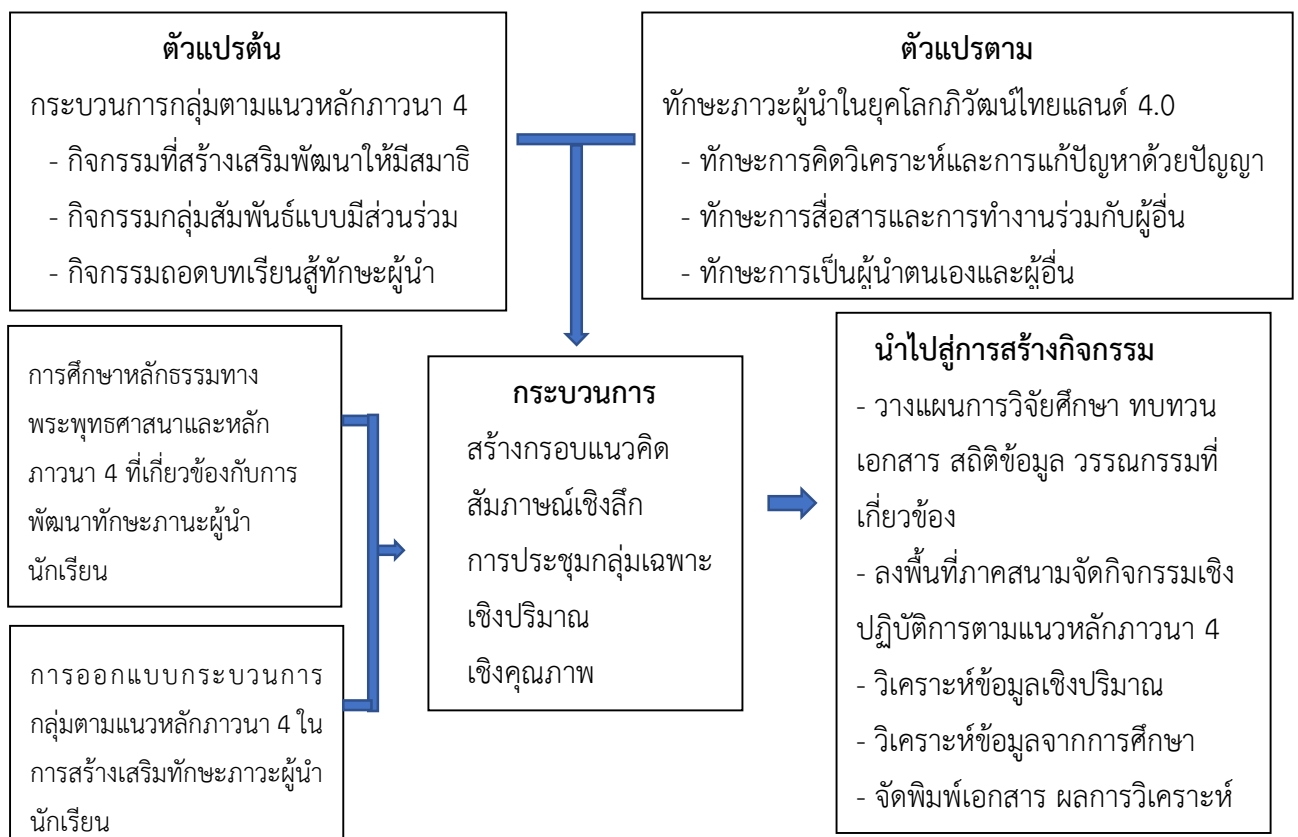 ตัวแปรต้น
กระบวนการกลุ่มตามแนวหลักภาวนา 4
- กิจกรรมที่สร้างเสริมพัฒนาให้มีสมาธิ
- กิจกรรมกลุ่มสัมพันธ์แบบมีส่วนร่วม
- กิจกรรมถอดบทเรียนสู้ทักษะผู้นำ
ตัวแปรตาม
ทักษะภาวะผู้นำในยุคโลกภิวัฒน์ไทยแลนด์ 4.0
- ทักษะการคิดวิเคราะห์และการแก้ปัญหาด้วยปัญญา
- ทักษะการสื่อสารและการทำงานร่วมกับผู้อื่น
- ทักษะการเป็นผู้นำตนเองและผู้อื่น
การศึกษาหลักธรรมทาง
พระพุทธศาสนาและหลัก
ภาวนา 4 ที่เกี่ยวข้องกับการ
พัฒนาทักษะภานะผู้นำ
นักเรียน
การออกแบบกระบวนการ
กลุ่มตามแนวหลักภาวนา 4 ใน
การสร้างเสริมทักษะภาวะผู้นำ
นักเรียน
กระบวนการ
สร้างกรอบแนวคิด
สัมภาษณ์เชิงลึก
การประชุมกลุ่มเฉพาะ
เชิงปริมาณ
เชิงคุณภาพ
นำไปสู่การสร้างกิจกรรม
- วางแผนการวิจัยศึกษา ทบทวน
เอกสาร สถิติข้อมูล วรรณกรรมที่
เกี่ยวข้อง
- ลงพื้นที่ภาคสนามจัดกิจกรรมเชิง
ปฏิบัติการตามแนวหลักภาวนา 4
- วิเคราะห์ข้อมูลเชิงปริมาณ
- วิเคราะห์ข้อมูลจากการศึกษา
- จัดพิมพ์เอกสาร ผลการวิเคราะห์